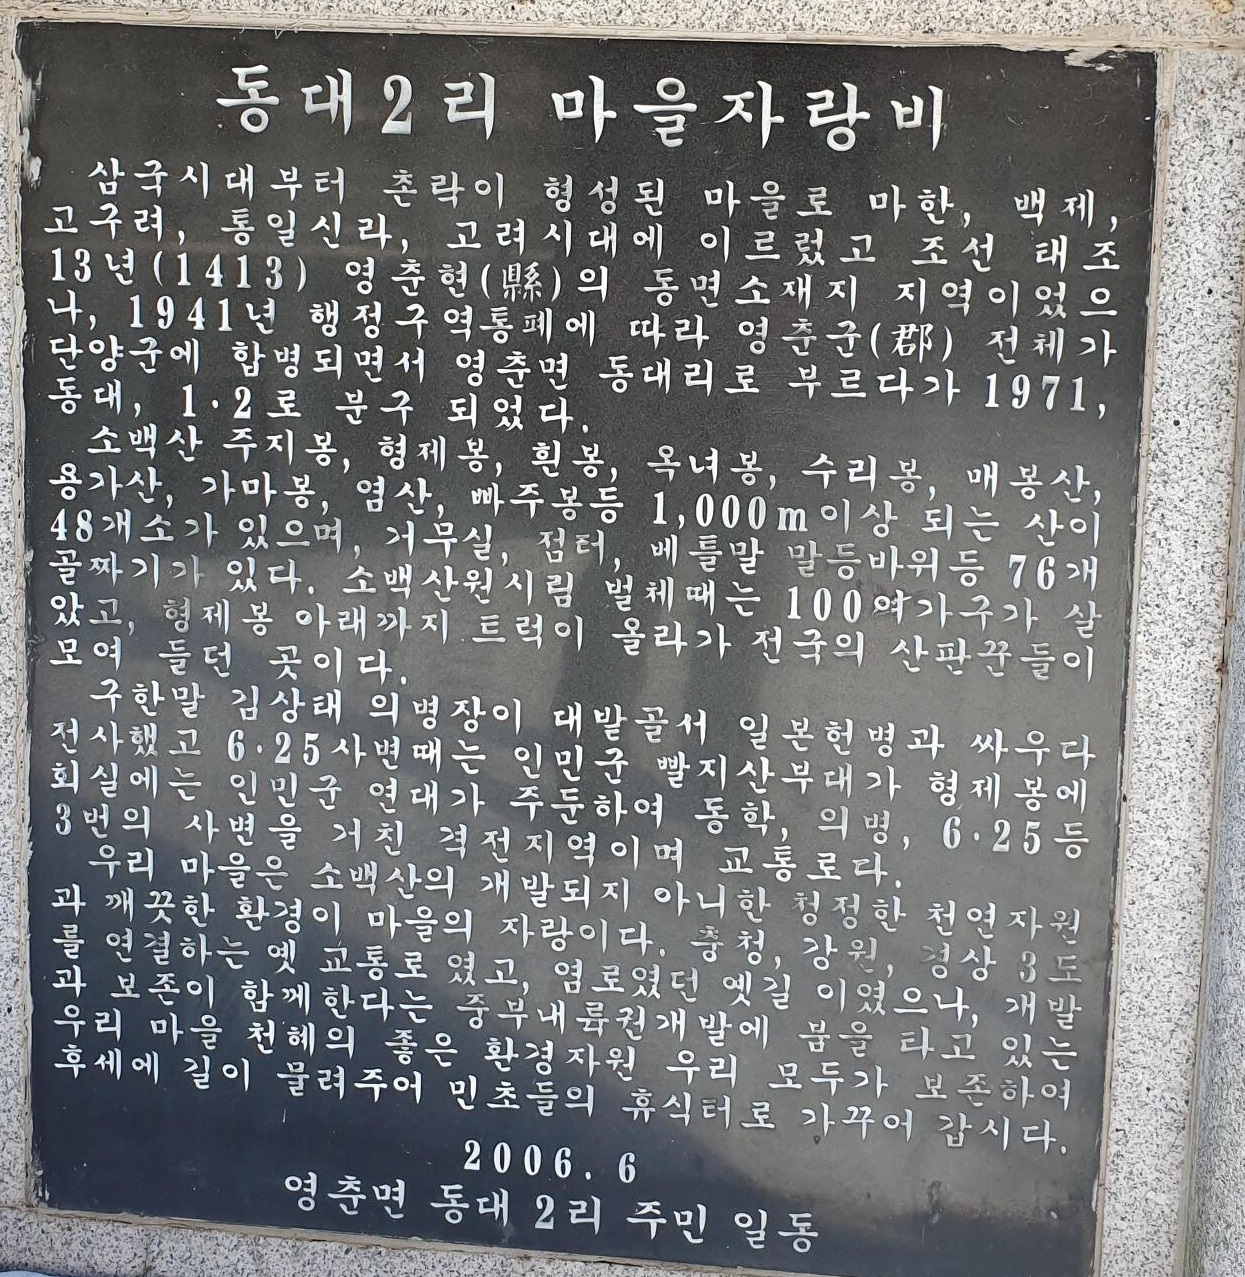 동대2리 마을자랑비
삼국시대부터 촌락이 형성된 마을로 마한, 백제,
고구려, 통일신라, 고려시대에 이르렀고 조선 태조
13년(1413) 영춘현(縣)의 동면소재지 지역이었으
나, 1941년 행정구역통폐에 따라 영춘군(郡) 전체가
단양군에 합병되면서 영춘면 동대리로 부르다가 1971,
동대, 1·2로 분구 되었다.
소백산 주지봉, 형제봉, 흰봉, 옥녀봉, 수리봉, 매봉산,
용가산, 가마봉, 염산, 빠주봉등 1,000m이상 되는 산이
48개소가 있으며, 거무실, 점터, 베틀말 말등바위등 76개
골짜기가 있다. 소백산원시림 벌체때는 100여가구가 살
았고, 형제봉 아래까지 트럭이 올라가 전국의 산판꾼들이
모여 들던 곳이다.
구한말 김상태 의병장이 대발골서 일본헌병과 싸우다
전사했고 6·25사변때는 인민군 빨지산부대가 형제봉에
회실에는 인민군 연대가 주둔하여 동학, 의병, 6·25등
3번의 사변을 거친 격전지역이며 교통로다.
우리 마을은 소백산의 개발되지 아니한 청정한 천연자원
과 깨끗한 환경이 마을의 자랑이다. 충청, 강원, 경상 3도
를 연결하는 옛 교통로 였고, 염로였던 옛길 이였으나, 개발
과 보존이 함께한다는 중부내륙권개발에 붐을 타고 있는
우리 마을 천혜의 좋은 환경자원 우리 모두가 보존하여
후세에 길이 물려주어 민초들의 휴식터로 가꾸어 갑시다.
2006. 6
영춘면 동대 2리 주민 일동